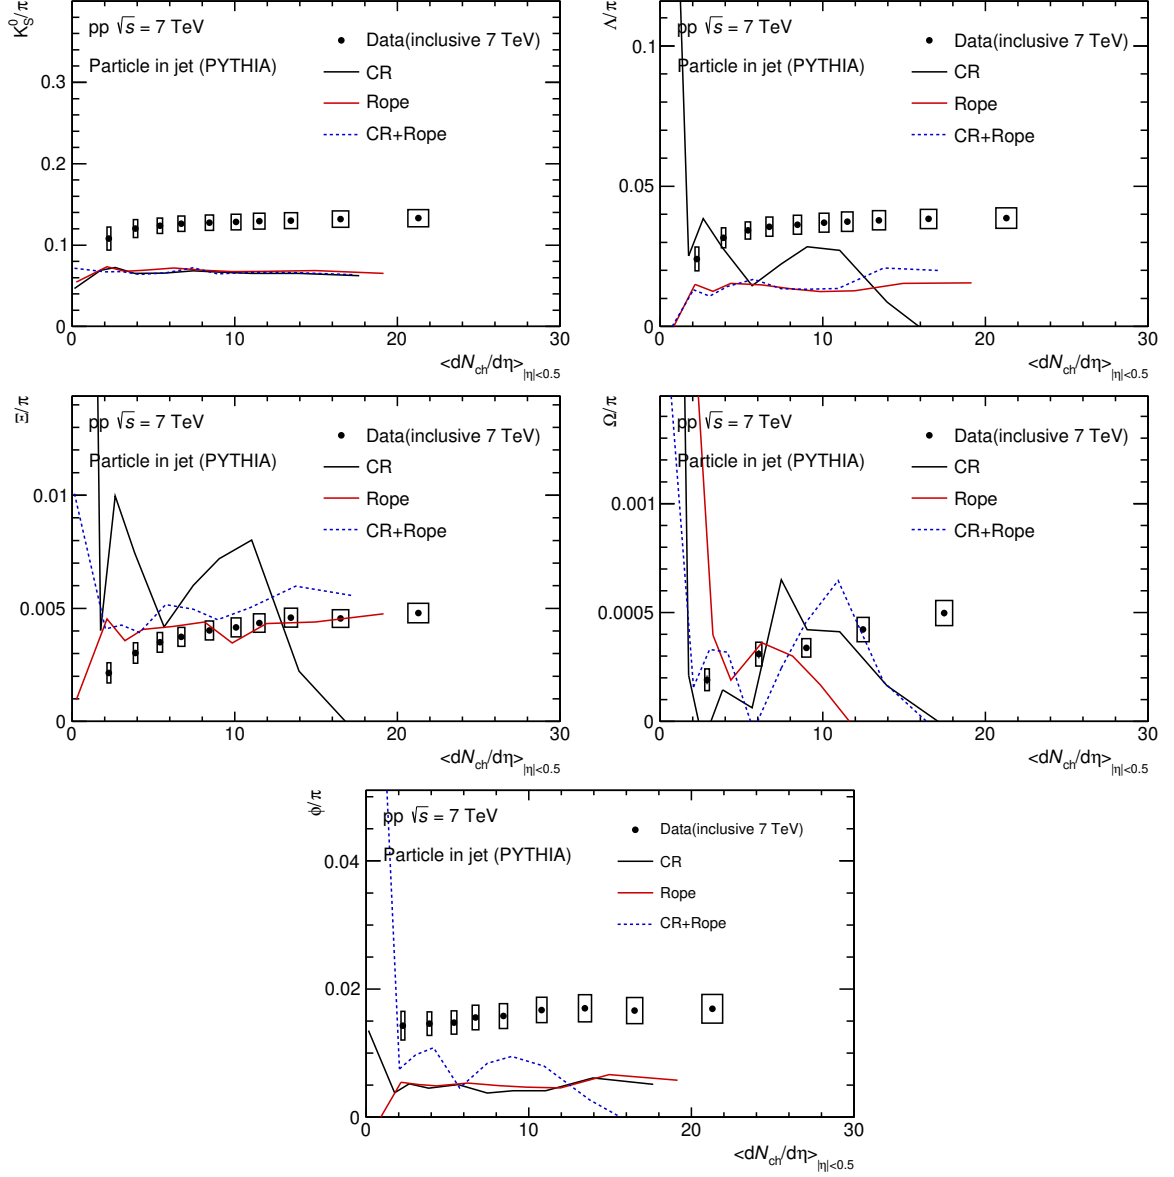 K⁰_S/π
pp √s = 7 TeV
Particle in jet (PYTHIA)
Data(inclusive 7 TeV)
CR
Rope
CR+Rope
0.3
0.2
0.1
0
0 10 20 30
<dN_ch/dη>_|η|<0.5
Λ/π
pp √s = 7 TeV
Particle in jet (PYTHIA)
Data(inclusive 7 TeV)
CR
Rope
CR+Rope
0.1
0.05
0
0 10 20 30
<dN_ch/dη>_|η|<0.5
Ξ/π
pp √s = 7 TeV
Particle in jet (PYTHIA)
Data(inclusive 7 TeV)
CR
Rope
CR+Rope
0.01
0.005
0
0 10 20 30
<dN_ch/dη>_|η|<0.5
Ω/π
pp √s = 7 TeV
Particle in jet (PYTHIA)
Data(inclusive 7 TeV)
CR
Rope
CR+Rope
0.001
0.0005
0
0 10 20 30
<dN_ch/dη>_|η|<0.5
ϕ/π
pp √s = 7 TeV
Particle in jet (PYTHIA)
Data(inclusive 7 TeV)
CR
Rope
CR+Rope
0.04
0.02
0
0 10 20 30
<dN_ch/dη>_|η|<0.5